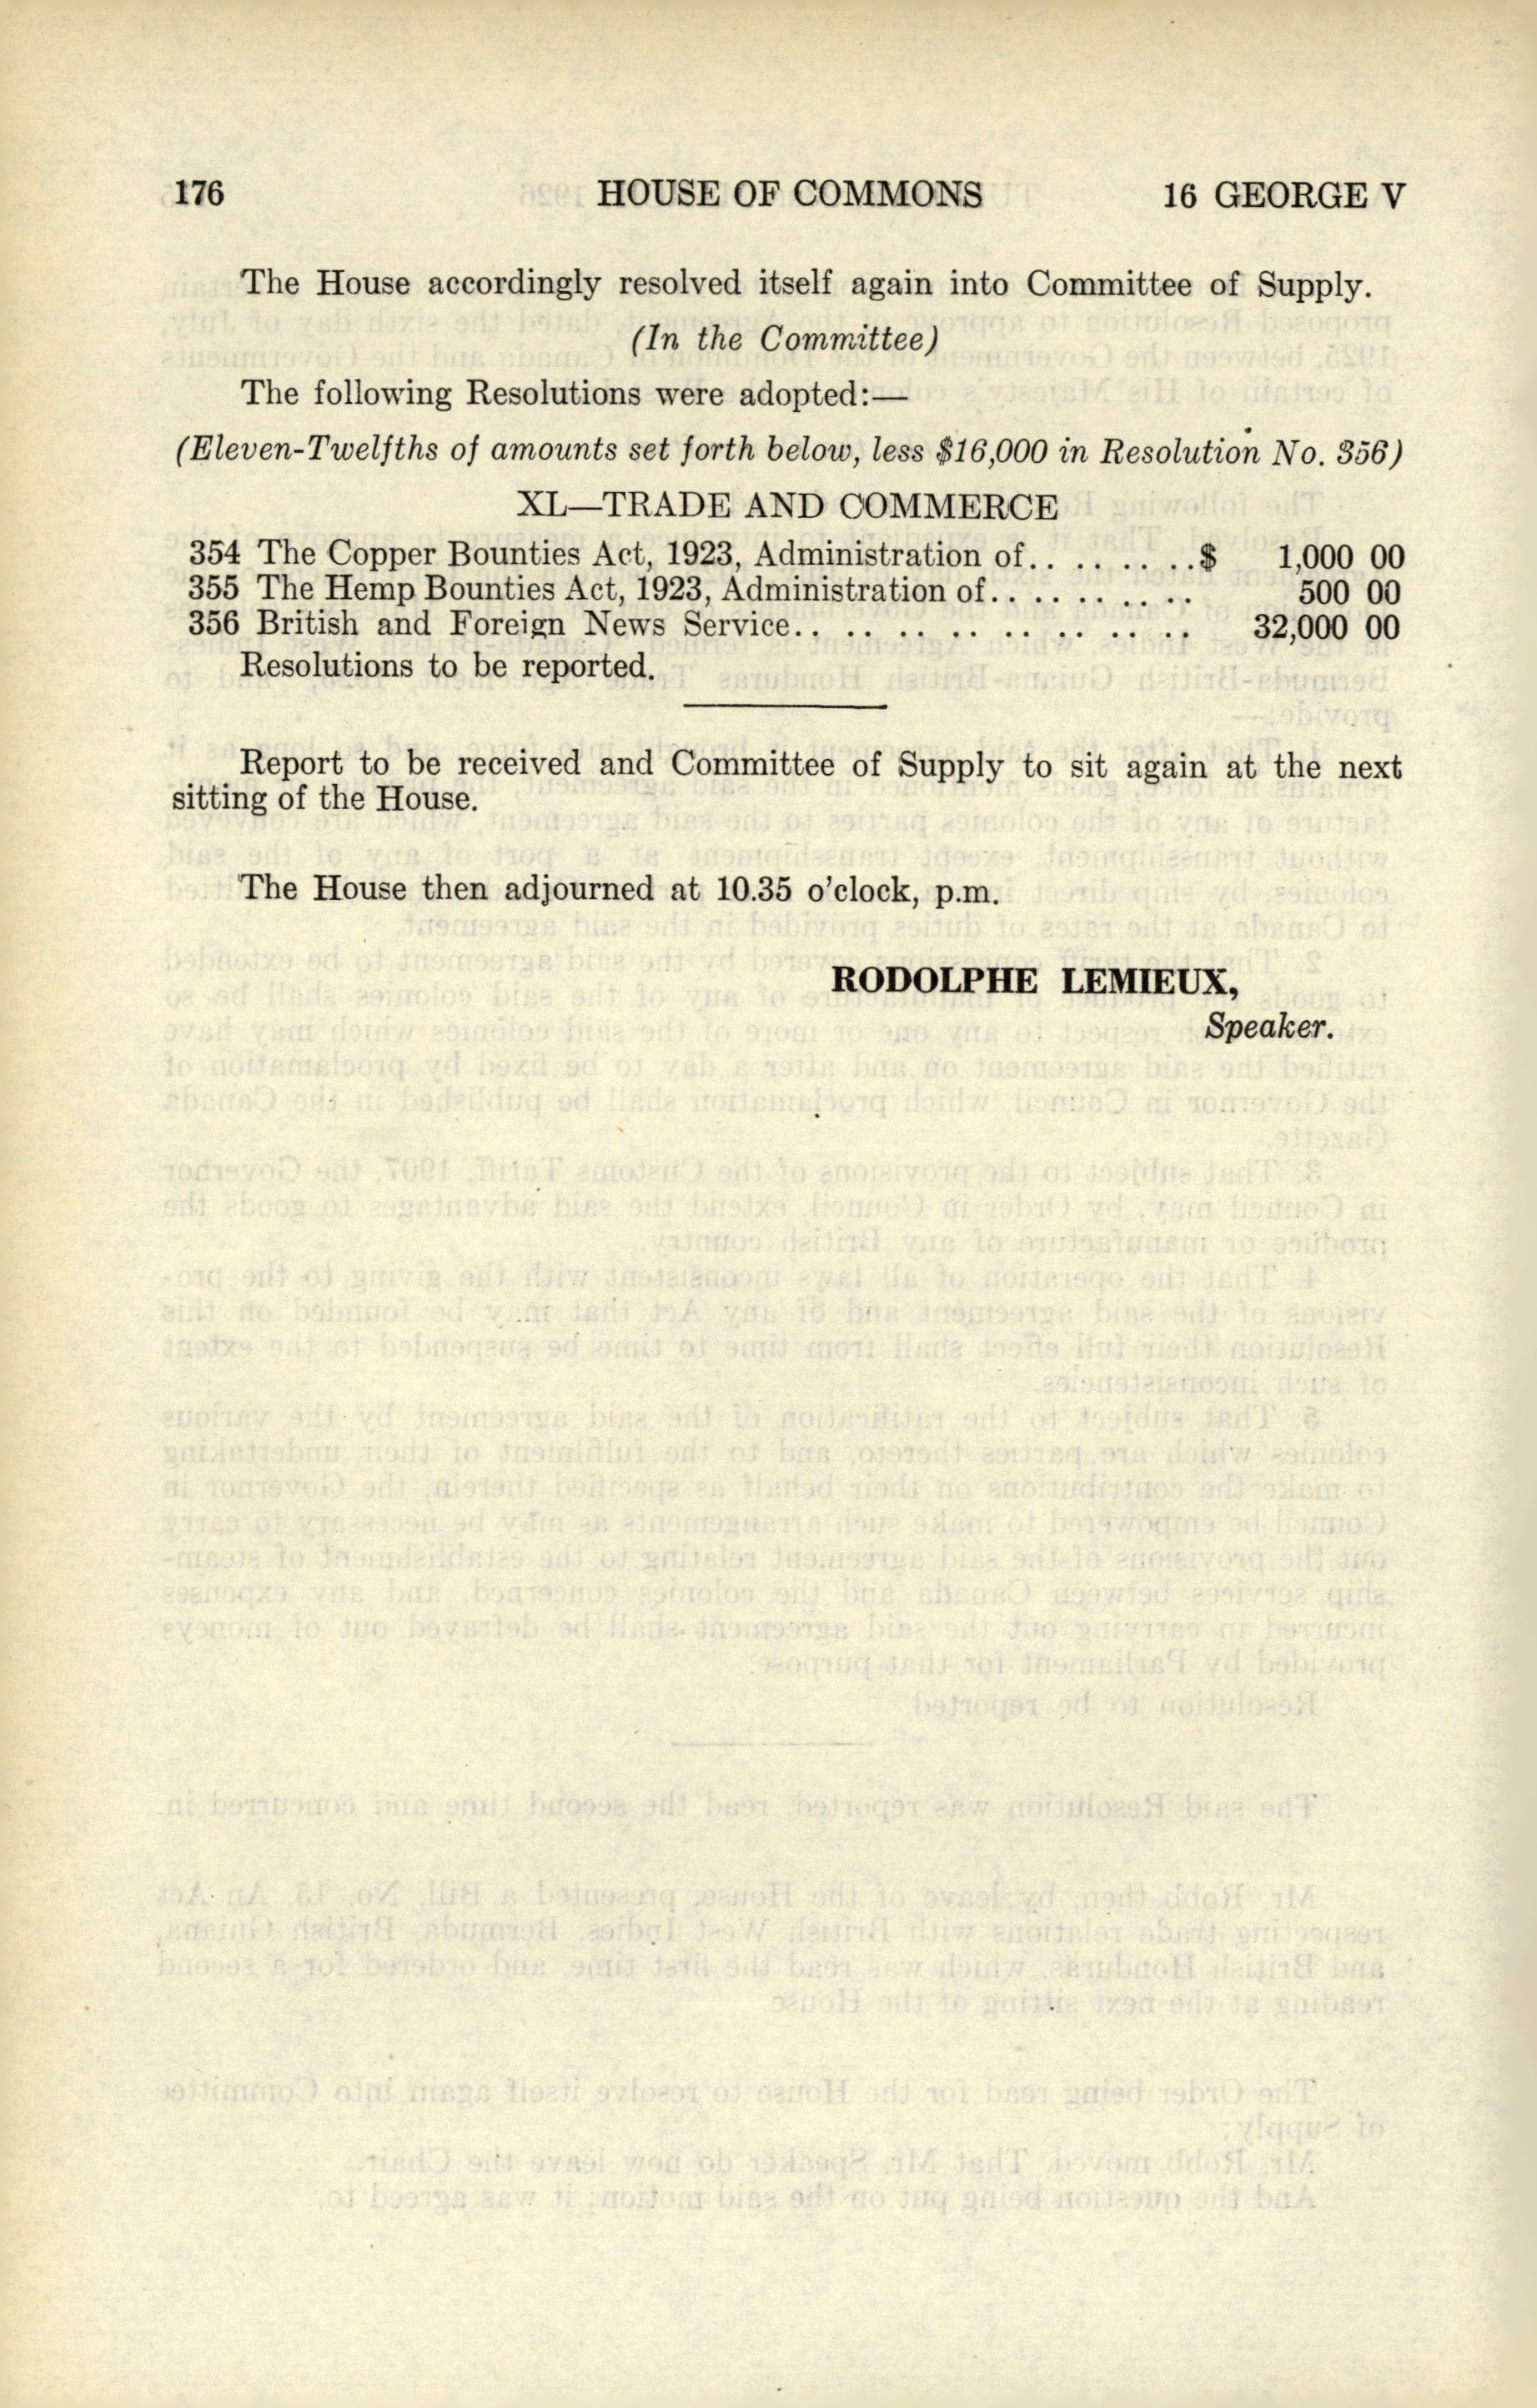 176 HOUSE OF COMMONS 16 GEORGE V
The House accordingly resolved itself again into Committee of Supply.
(In the Committee)
The following Resolutions were adopted:—
(Eleven-Twelfths of amounts set forth below, less $16,000 in Resolution No. 356)
XL—TRADE AND COMMERCE
354 The Copper Bounties Act, 1923, Administration of.. .. .. .. $ 1,000 00
355 The Hemp Bounties Act, 1923, Administration of.. .. .. .. .. 500 00
356 British and Foreign News Service.. .. .. .. .. .. .. .. 32,000 00
Resolutions to be reported.
Report to be received and Committee of Supply to sit again at the next
sitting of the House.
The House then adjourned at 10.35 o'clock, p.m.
RODOLPHE LEMIEUX,
Speaker.